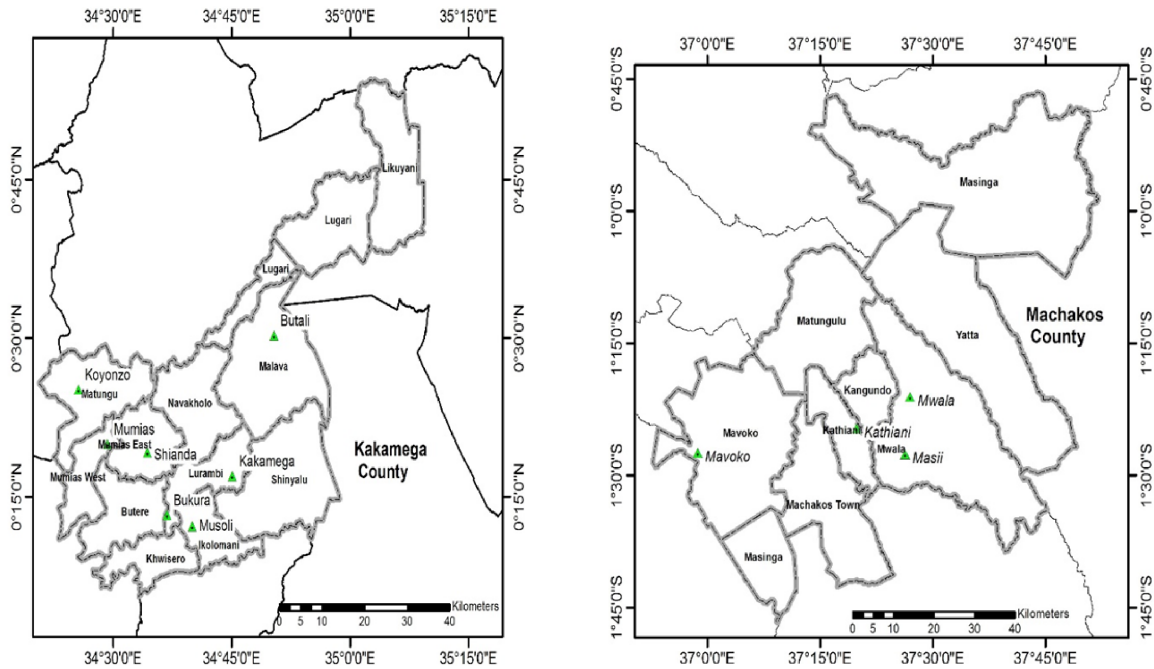 34°30'0"E
34°45'0"E
35°0'0"E
35°15'0"E
0°45'0"N
0°30'0"N
0°15'0"N
0°45'0"N
0°30'0"N
0°15'0"N
Likuyani
Lugari
Lugari
Butali
Malava
Koyonzo
Matungu
Navakholo
Mumias
Mumias East
Shianda
Mumias West
Lurambi
Kakamega
Shinyalu
Bukura
Butere
Musoli
Ikolomani
Khwisero
Kakamega
County
Kilometers
0 5 10 20 30 40
34°30'0"E
34°45'0"E
35°0'0"E
35°15'0"E
37°0'0"E
37°15'0"E
37°30'0"E
37°45'0"E
0°45'0"S
1°0'0"S
1°15'0"S
1°30'0"S
1°45'0"S
0°45'0"S
1°0'0"S
1°15'0"S
1°30'0"S
1°45'0"S
Masinga
Matungulu
Yatta
Machakos
County
Kangundo
Mwala
Mavoko
Kathiani
Kathiani
Mwala
Masii
Mavoko
Machakos Town
Masinga
Kilometers
0 5 10 20 30 40
37°0'0"E
37°15'0"E
37°30'0"E
37°45'0"E